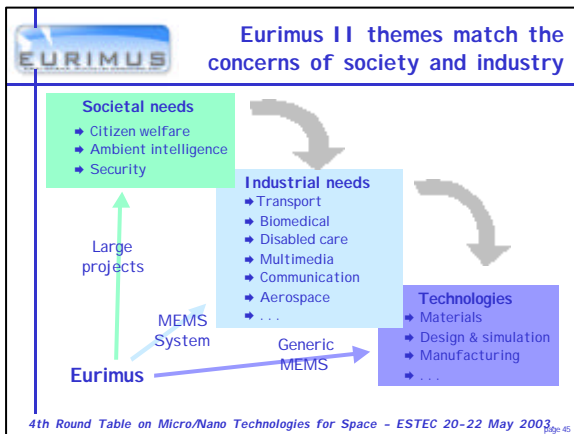 EURIMUS
Eurimus II themes match the
concerns of society and industry
Societal needs
➨ Citizen welfare
➨ Ambient intelligence
➨ Security
Industrial needs
➨Transport
➨ Biomedical
➨ Disabled care
➨ Multimedia
➨ Communication
➨ Aerospace
➨ . . .
Technologies
➨ Materials
➨ Design & simulation
➨ Manufacturing
➨ . . .
Large
projects
MEMS
System
Generic
MEMS
Eurimus
4th Round Table on Micro/Nano Technologies for Space - ESTEC 20-22 May 2003
page 45